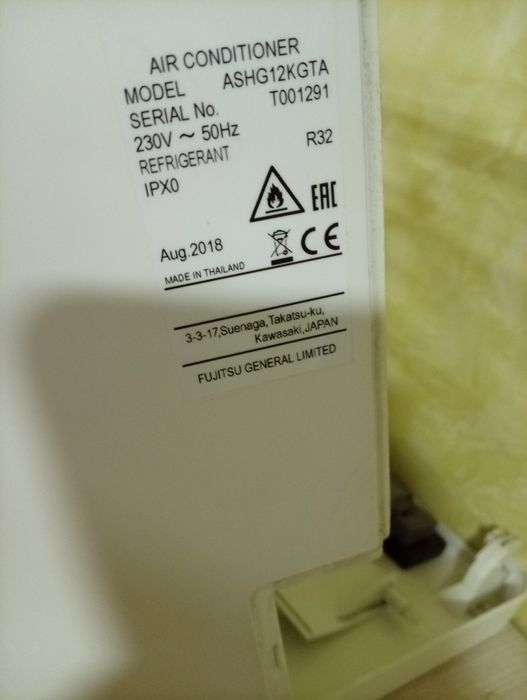 AIR CONDITIONER
MODEL ASHG12KGTA
SERIAL No. T001291
230V ~ 50Hz
REFRIGERANT R32
IPX0
EAC
Aug.2018
CE
MADE IN THAILAND
3-3-17,Suenaga,Takatsu-ku,
Kawasaki,JAPAN
FUJITSU GENERAL LIMITED